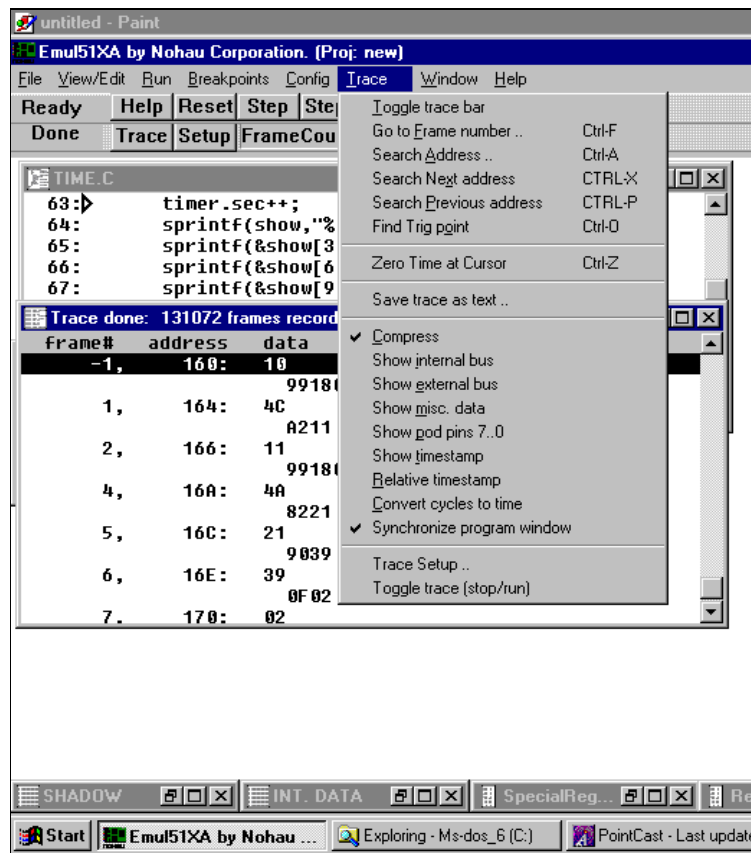 untitled - Paint
Emul51XA by Nohau Corporation. (Proj: new)
File View/Edit Run Breakpoints Config Trace Window Help
Ready Help Reset Step
Done Trace Setup
Toggle trace bar
Go to Frame number .. Ctrl-F
Search Address .. Ctrl-A
Search Next address CTRL-X
Search Previous address CTRL-P
Find Trig point Ctrl-O
Zero Time at Cursor Ctrl-Z
Save trace as text ..
Compress
Show internal bus
Show external bus
Show misc. data
Show pod pins 7..0
Show timestamp
Relative timestamp
Convert cycles to time
Synchronize program window
Trace Setup ..
Toggle trace (stop/run)
TIME.C
63: timer.sec++;
64: sprintf(show,"%
65: sprintf(&show[3
66: sprintf(&show[6
67: sprintf(&show[9
Trace done: 131072 frames record
frame# address data
-1, 160: 10
9918
1, 164: 4C
A211
2, 166: 11
9918
4, 16A: 4A
8221
5, 16C: 21
9039
6, 16E: 39
0F02
7. 170: 02
SHADOW INT. DATA SpecialReg... Re
Start Emul51XA by Nohau ... Exploring - Ms-dos_6 (C:) PointCast - Last update